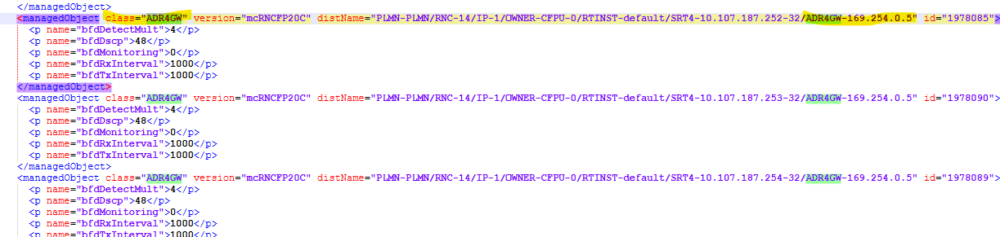 </managedObject>
<managedObject class="ADR4GW" version="mcRNCFP20C" distName="PLMN-PLMN/RNC-14/IP-1/OWNER-CFPU-0/RTINST-default/SRT4-10.107.187.252-32/ADR4GW-169.254.0.5" id="1978085">
<p name="bfdDetectMult">4</p>
<p name="bfdDscp">48</p>
<p name="bfdMonitoring">0</p>
<p name="bfdRxInterval">1000</p>
<p name="bfdTxInterval">1000</p>
</managedObject>
<managedObject class="ADR4GW" version="mcRNCFP20C" distName="PLMN-PLMN/RNC-14/IP-1/OWNER-CFPU-0/RTINST-default/SRT4-10.107.187.253-32/ADR4GW-169.254.0.5" id="1978090">
<p name="bfdDetectMult">4</p>
<p name="bfdDscp">48</p>
<p name="bfdMonitoring">0</p>
<p name="bfdRxInterval">1000</p>
<p name="bfdTxInterval">1000</p>
</managedObject>
<managedObject class="ADR4GW" version="mcRNCFP20C" distName="PLMN-PLMN/RNC-14/IP-1/OWNER-CFPU-0/RTINST-default/SRT4-10.107.187.254-32/ADR4GW-169.254.0.5" id="1978089">
<p name="bfdDetectMult">4</p>
<p name="bfdDscp">48</p>
<p name="bfdMonitoring">0</p>
<p name="bfdRxInterval">1000</p>
<p name="bfdTxInterval">1000</p>